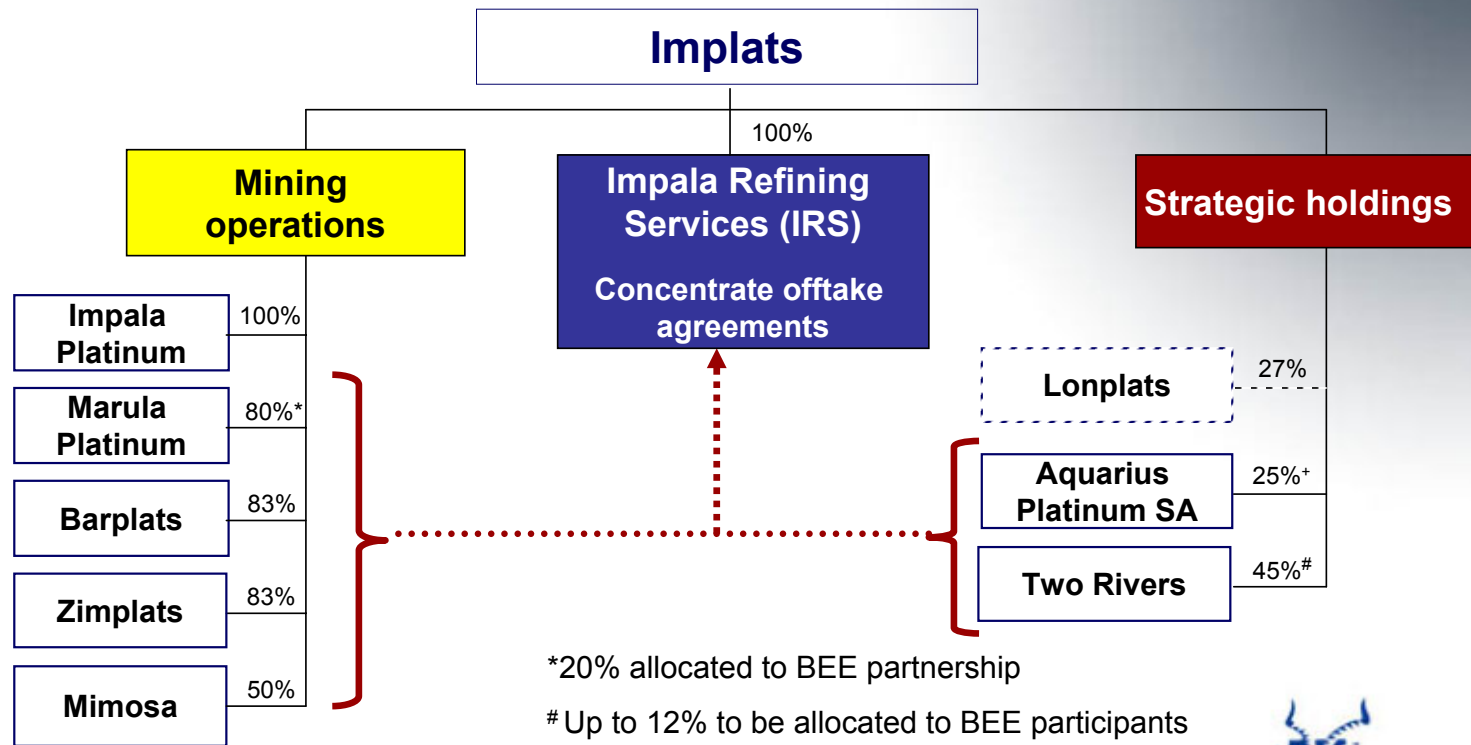 Implats
100%
Mining
operations
Impala Refining
Services (IRS)
Concentrate offtake
agreements
Strategic holdings
Impala
Platinum
100%
Marula
Platinum
80%*
Barplats
83%
Zimplats
83%
Mimosa
50%
Lonplats
27%
Aquarius
Platinum SA
25%+
Two Rivers
45%#
*20% allocated to BEE partnership
# Up to 12% to be allocated to BEE participants